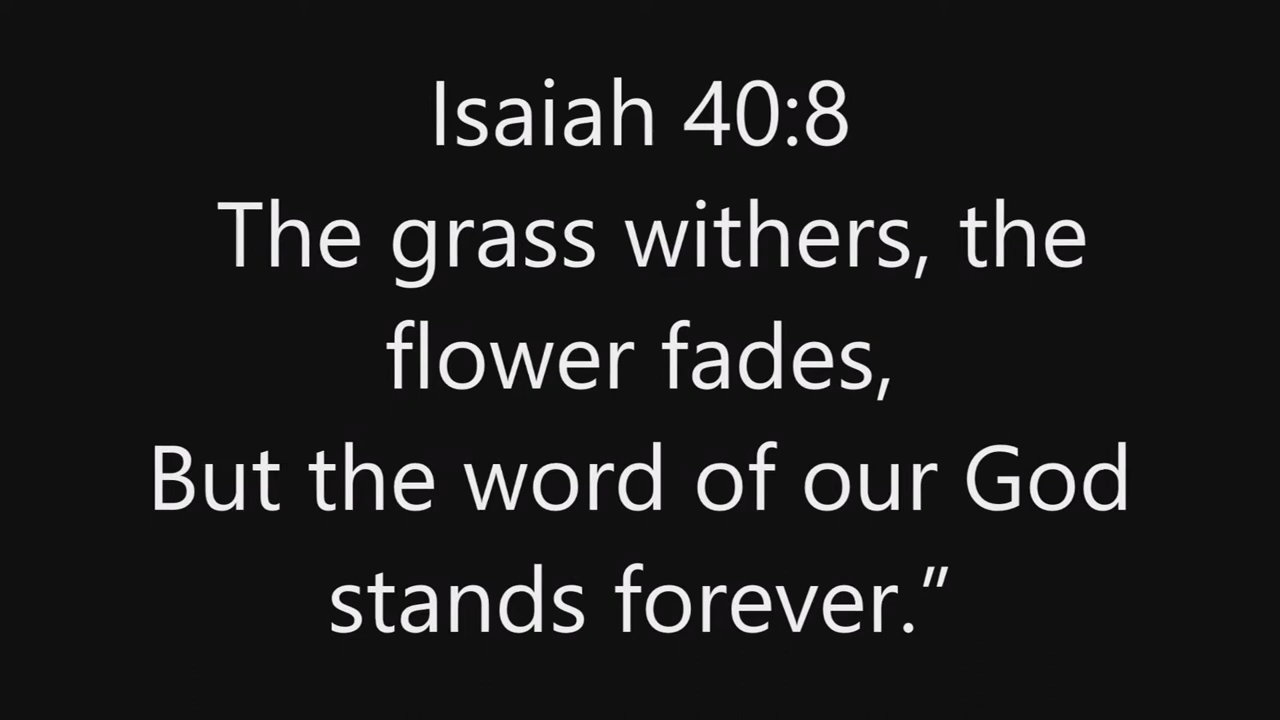 Isaiah 40:8
The grass withers, the
flower fades,
But the word of our God
stands forever.”